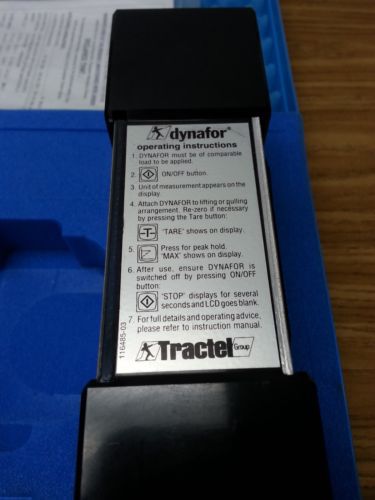 dynafor®
operating instructions
1. DYNAFOR must be of comparable
load to be applied.
2. ON/OFF button.
3. Unit of measurement appears on the
display.
4. Attach DYNAFOR to lifting or pulling
arrangement. Re-zero if necessary
by pressing the Tare button:
T 'TARE' shows on display.
5. Press for peak hold.
'MAX' shows on display.
6. After use, ensure DYNAFOR is
switched off by pressing ON/OFF
button:
'STOP' displays for several
seconds and LCD goes blank.
7. For full details and operating advice,
please refer to instruction manual.
Tractel Group
116485-03